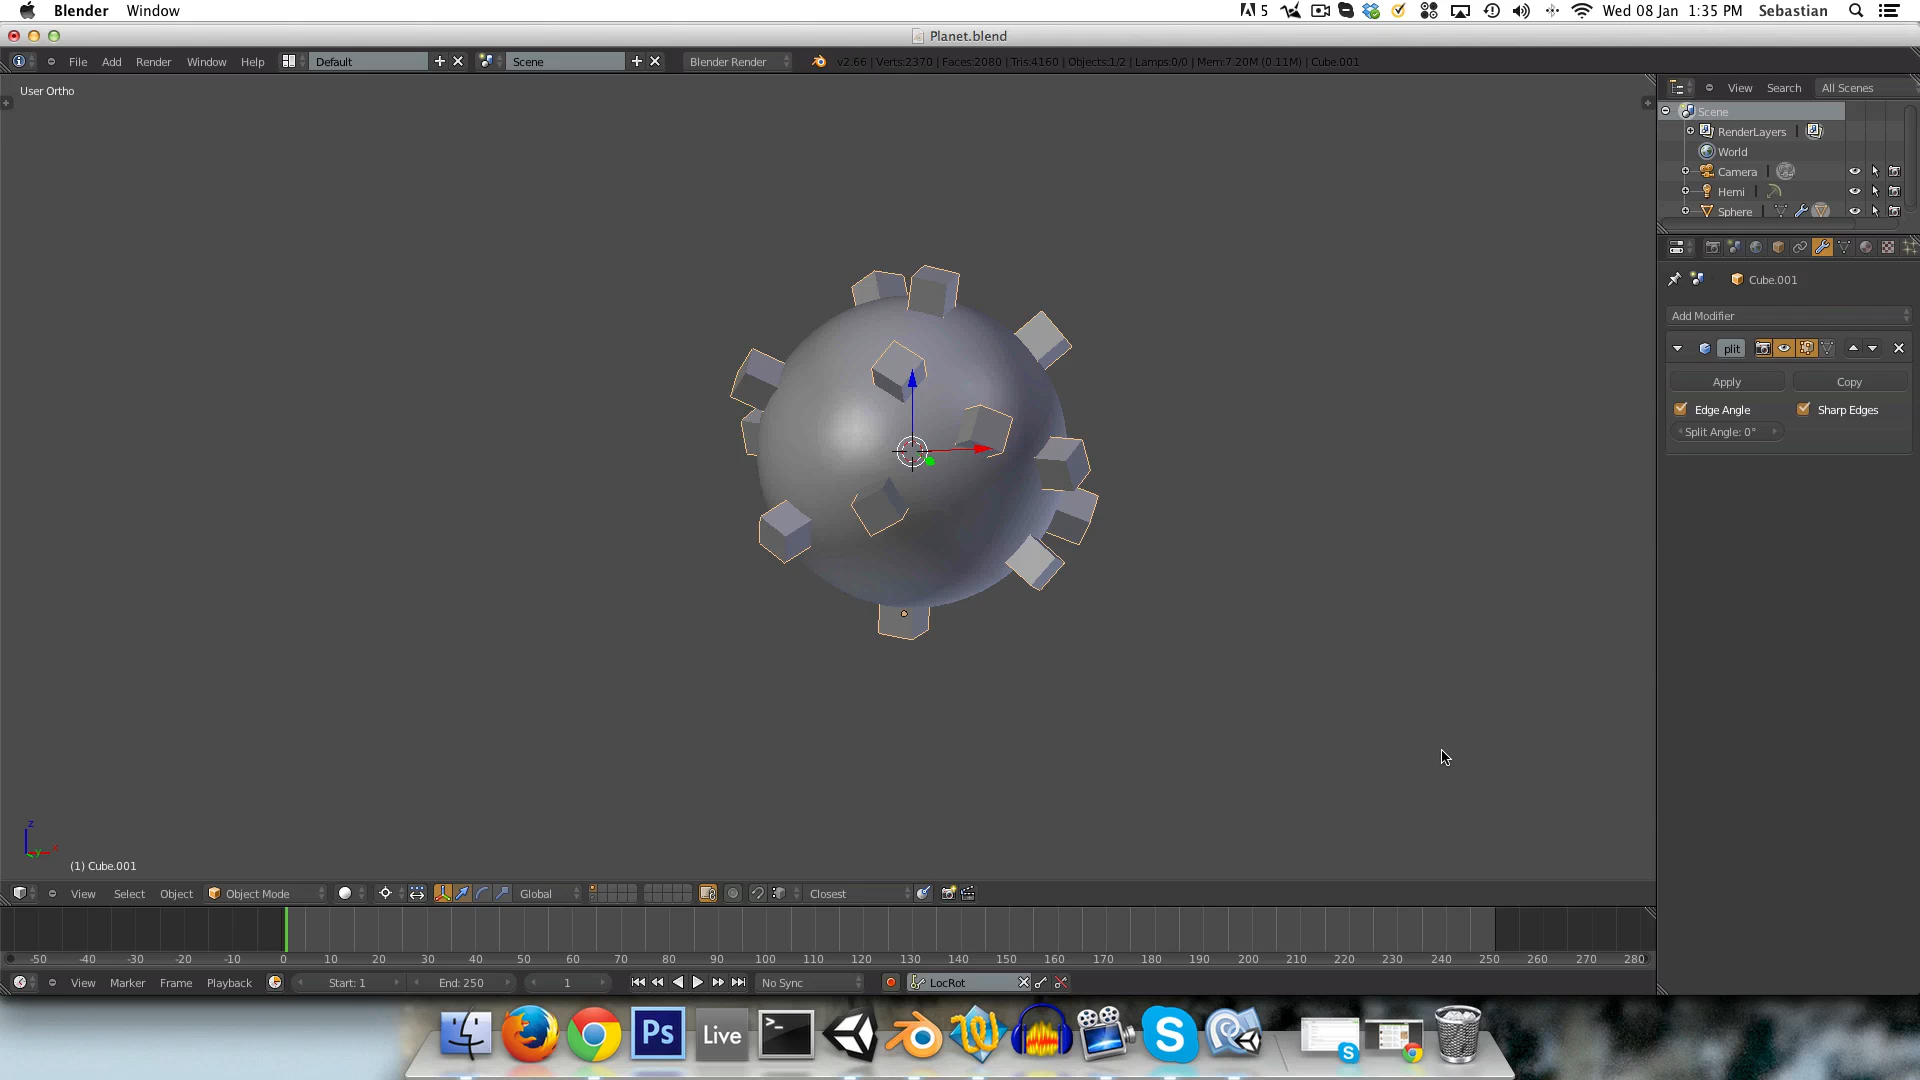 Blender Window 5 Wed 08 Jan 1:35 PM Sebastian
Planet.blend
File Add Render Window Help Default Scene Blender Render v2.66 | Verts:2370 | Faces:2080 | Tris:4160 | Objects:1/2 | Lamps:0/0 | Mem:7.20M (0.11M) | Cube.001
User Ortho
View Search All Scenes
Scene
RenderLayers
World
Camera
Hemi
Sphere
Cube.001
Add Modifier
plit
Apply Copy
Edge Angle Sharp Edges
Split Angle: 0°
z
y x
(1) Cube.001
View Select Object Object Mode Global Closest
-50 -40 -30 -20 -10 0 10 20 30 40 50 60 70 80 90 100 110 120 130 140 150 160 170 180 190 200 210 220 230 240 250 260 270 280
View Marker Frame Playback Start: 1 End: 250 1 No Sync LocRot
Ps Live >_ S
S